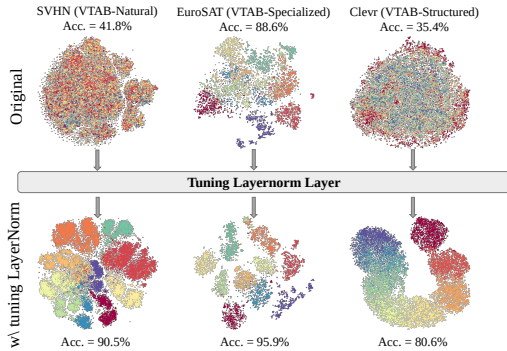 SVHN (VTAB-Natural) EuroSAT (VTAB-Specialized) Clevr (VTAB-Structured)
Acc. = 41.8% Acc. = 88.6% Acc. = 35.4%
Original
Tuning Layernorm Layer
w\ tuning LayerNorm
Acc. = 90.5% Acc. = 95.9% Acc. = 80.6%